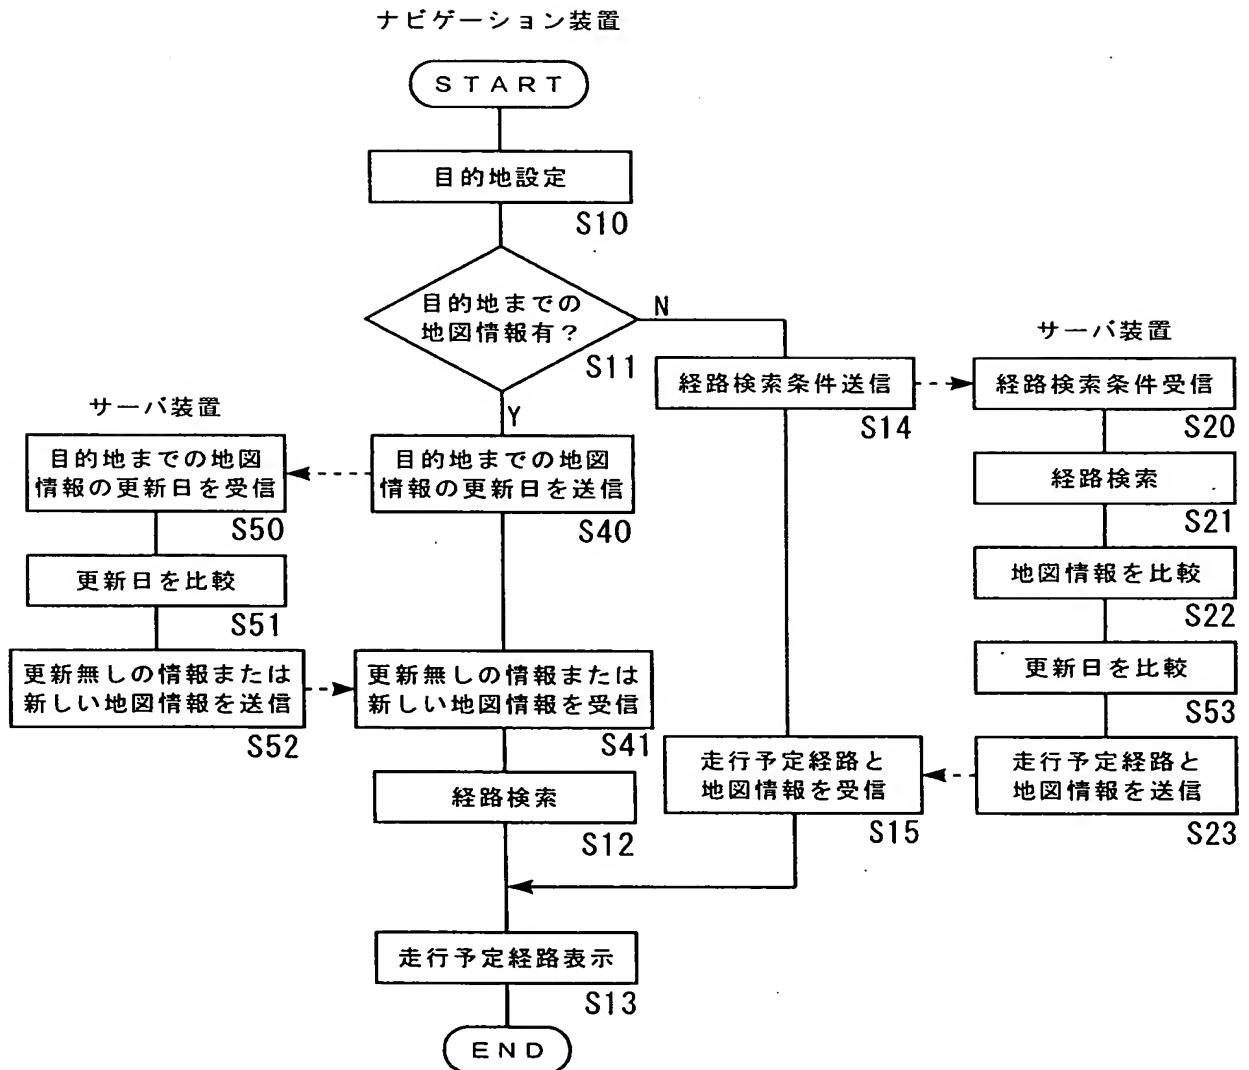 ナビゲーション装置
START
目的地設定
S10
目的地までの
地図情報有?
N
S11
Y
経路検索条件送信
S14
サーバ装置
経路検索条件受信
S20
経路検索
S21
地図情報を比較
S22
更新日を比較
S53
走行予定経路と
地図情報を送信
S23
走行予定経路と
地図情報を受信
S15
サーバ装置
目的地までの地図
情報の更新日を受信
S50
目的地までの地図
情報の更新日を送信
S40
更新日を比較
S51
更新無しの情報または
新しい地図情報を送信
S52
更新無しの情報または
新しい地図情報を受信
S41
経路検索
S12
走行予定経路表示
S13
END